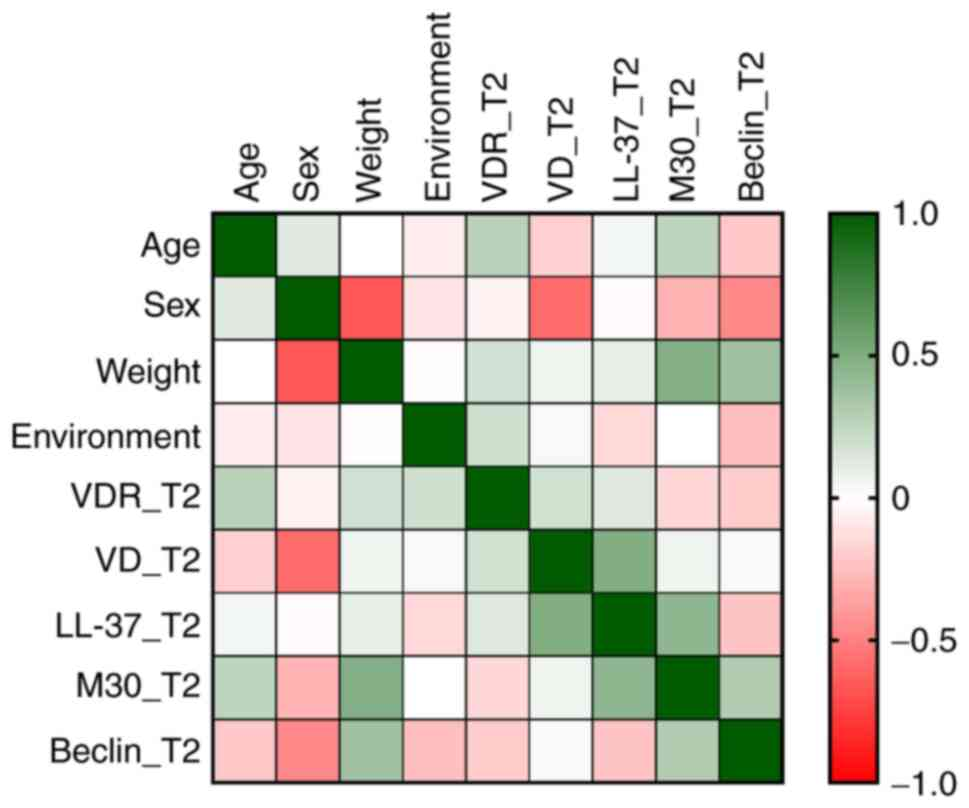 Age
Sex
Weight
Environment
VDR_T2
VD_T2
LL-37_T2
M30_T2
Beclin_T2
Age
Sex
Weight
Environment
VDR_T2
VD_T2
LL-37_T2
M30_T2
Beclin_T2
1.0
0.5
0
−0.5
−1.0